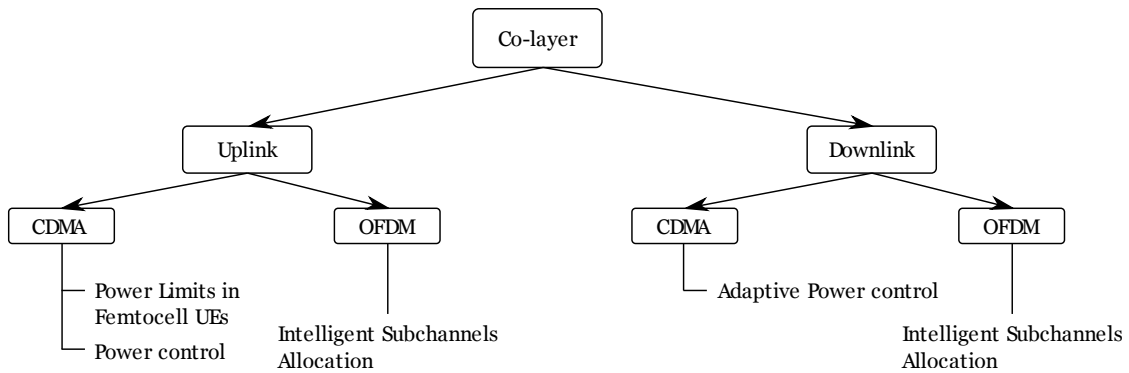 Co-layer
Uplink
Downlink
CDMA
OFDM
CDMA
OFDM
Power Limits in
Femtocell UEs
Power control
Intelligent Subchannels
Allocation
Adaptive Power control
Intelligent Subchannels
Allocation